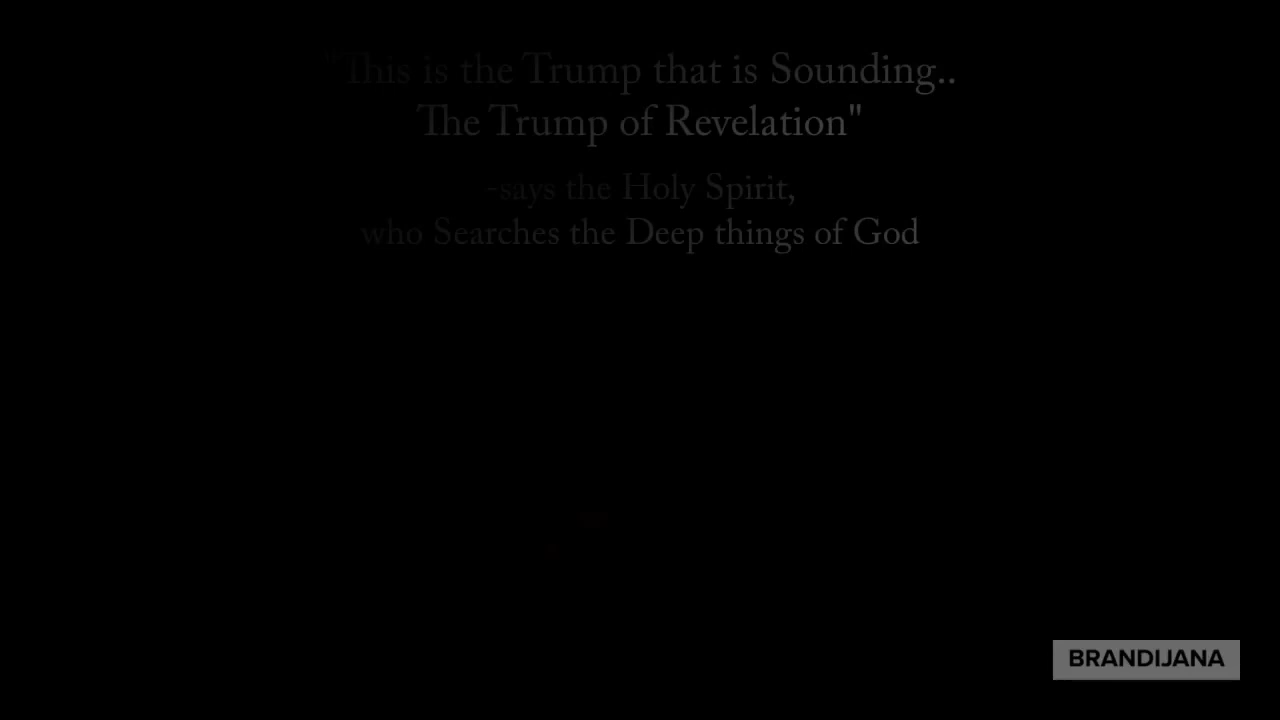 "This is the Trump that is Sounding..
The Trump of Revelation"
-says the Holy Spirit,
who Searches the Deep things of God
BRANDIJANA